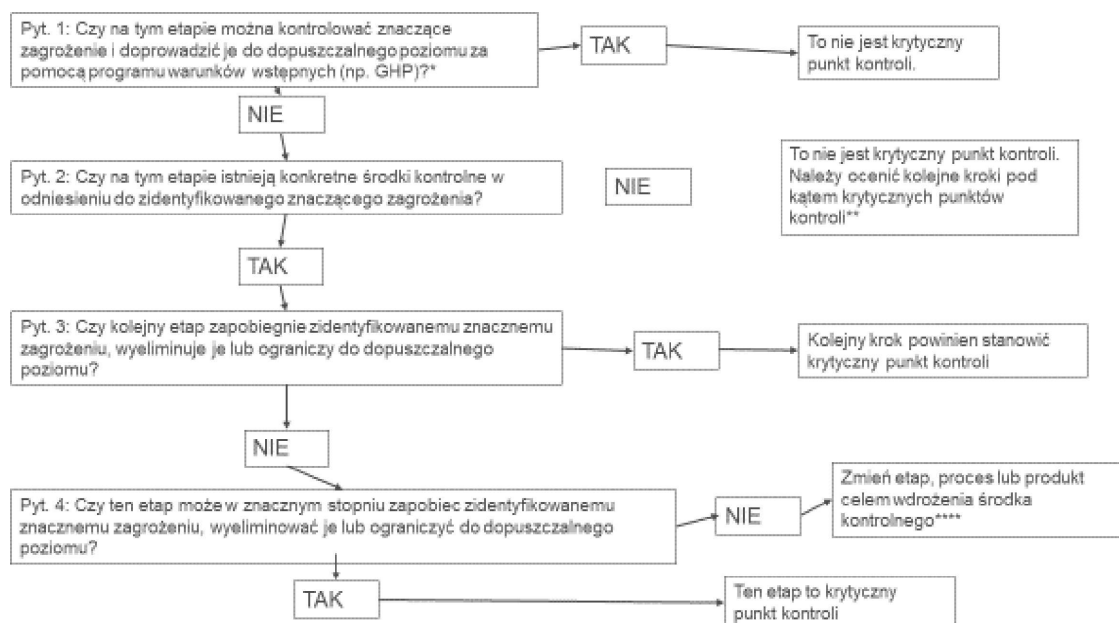 Pyt. 1: Czy na tym etapie można kontrolować znaczące
zagrożenie i doprowadzić je do dopuszczalnego poziomu za
pomocą programu warunków wstępnych (np. GHP)?*
TAK
To nie jest krytyczny
punkt kontroli.
NIE
Pyt. 2: Czy na tym etapie istnieją konkretne środki kontrolne w
odniesieniu do zidentyfikowanego znaczącego zagrożenia?
NIE
To nie jest krytyczny punkt kontroli.
Należy ocenić kolejne kroki pod
kątem krytycznych punktów
kontroli**
TAK
Pyt. 3: Czy kolejny etap zapobiegnie zidentyfikowanemu znacznemu
zagrożeniu, wyeliminuje je lub ograniczy do dopuszczalnego
poziomu?
TAK
Kolejny krok powinien stanowić
krytyczny punkt kontroli
NIE
Pyt. 4: Czy ten etap może w znacznym stopniu zapobiec zidentyfikowanemu
znacznemu zagrożeniu, wyeliminować je lub ograniczyć do dopuszczalnego
poziomu?
NIE
Zmień etap, proces lub produkt
celem wdrożenia środka
kontrolnego****
TAK
Ten etap to krytyczny
punkt kontroli